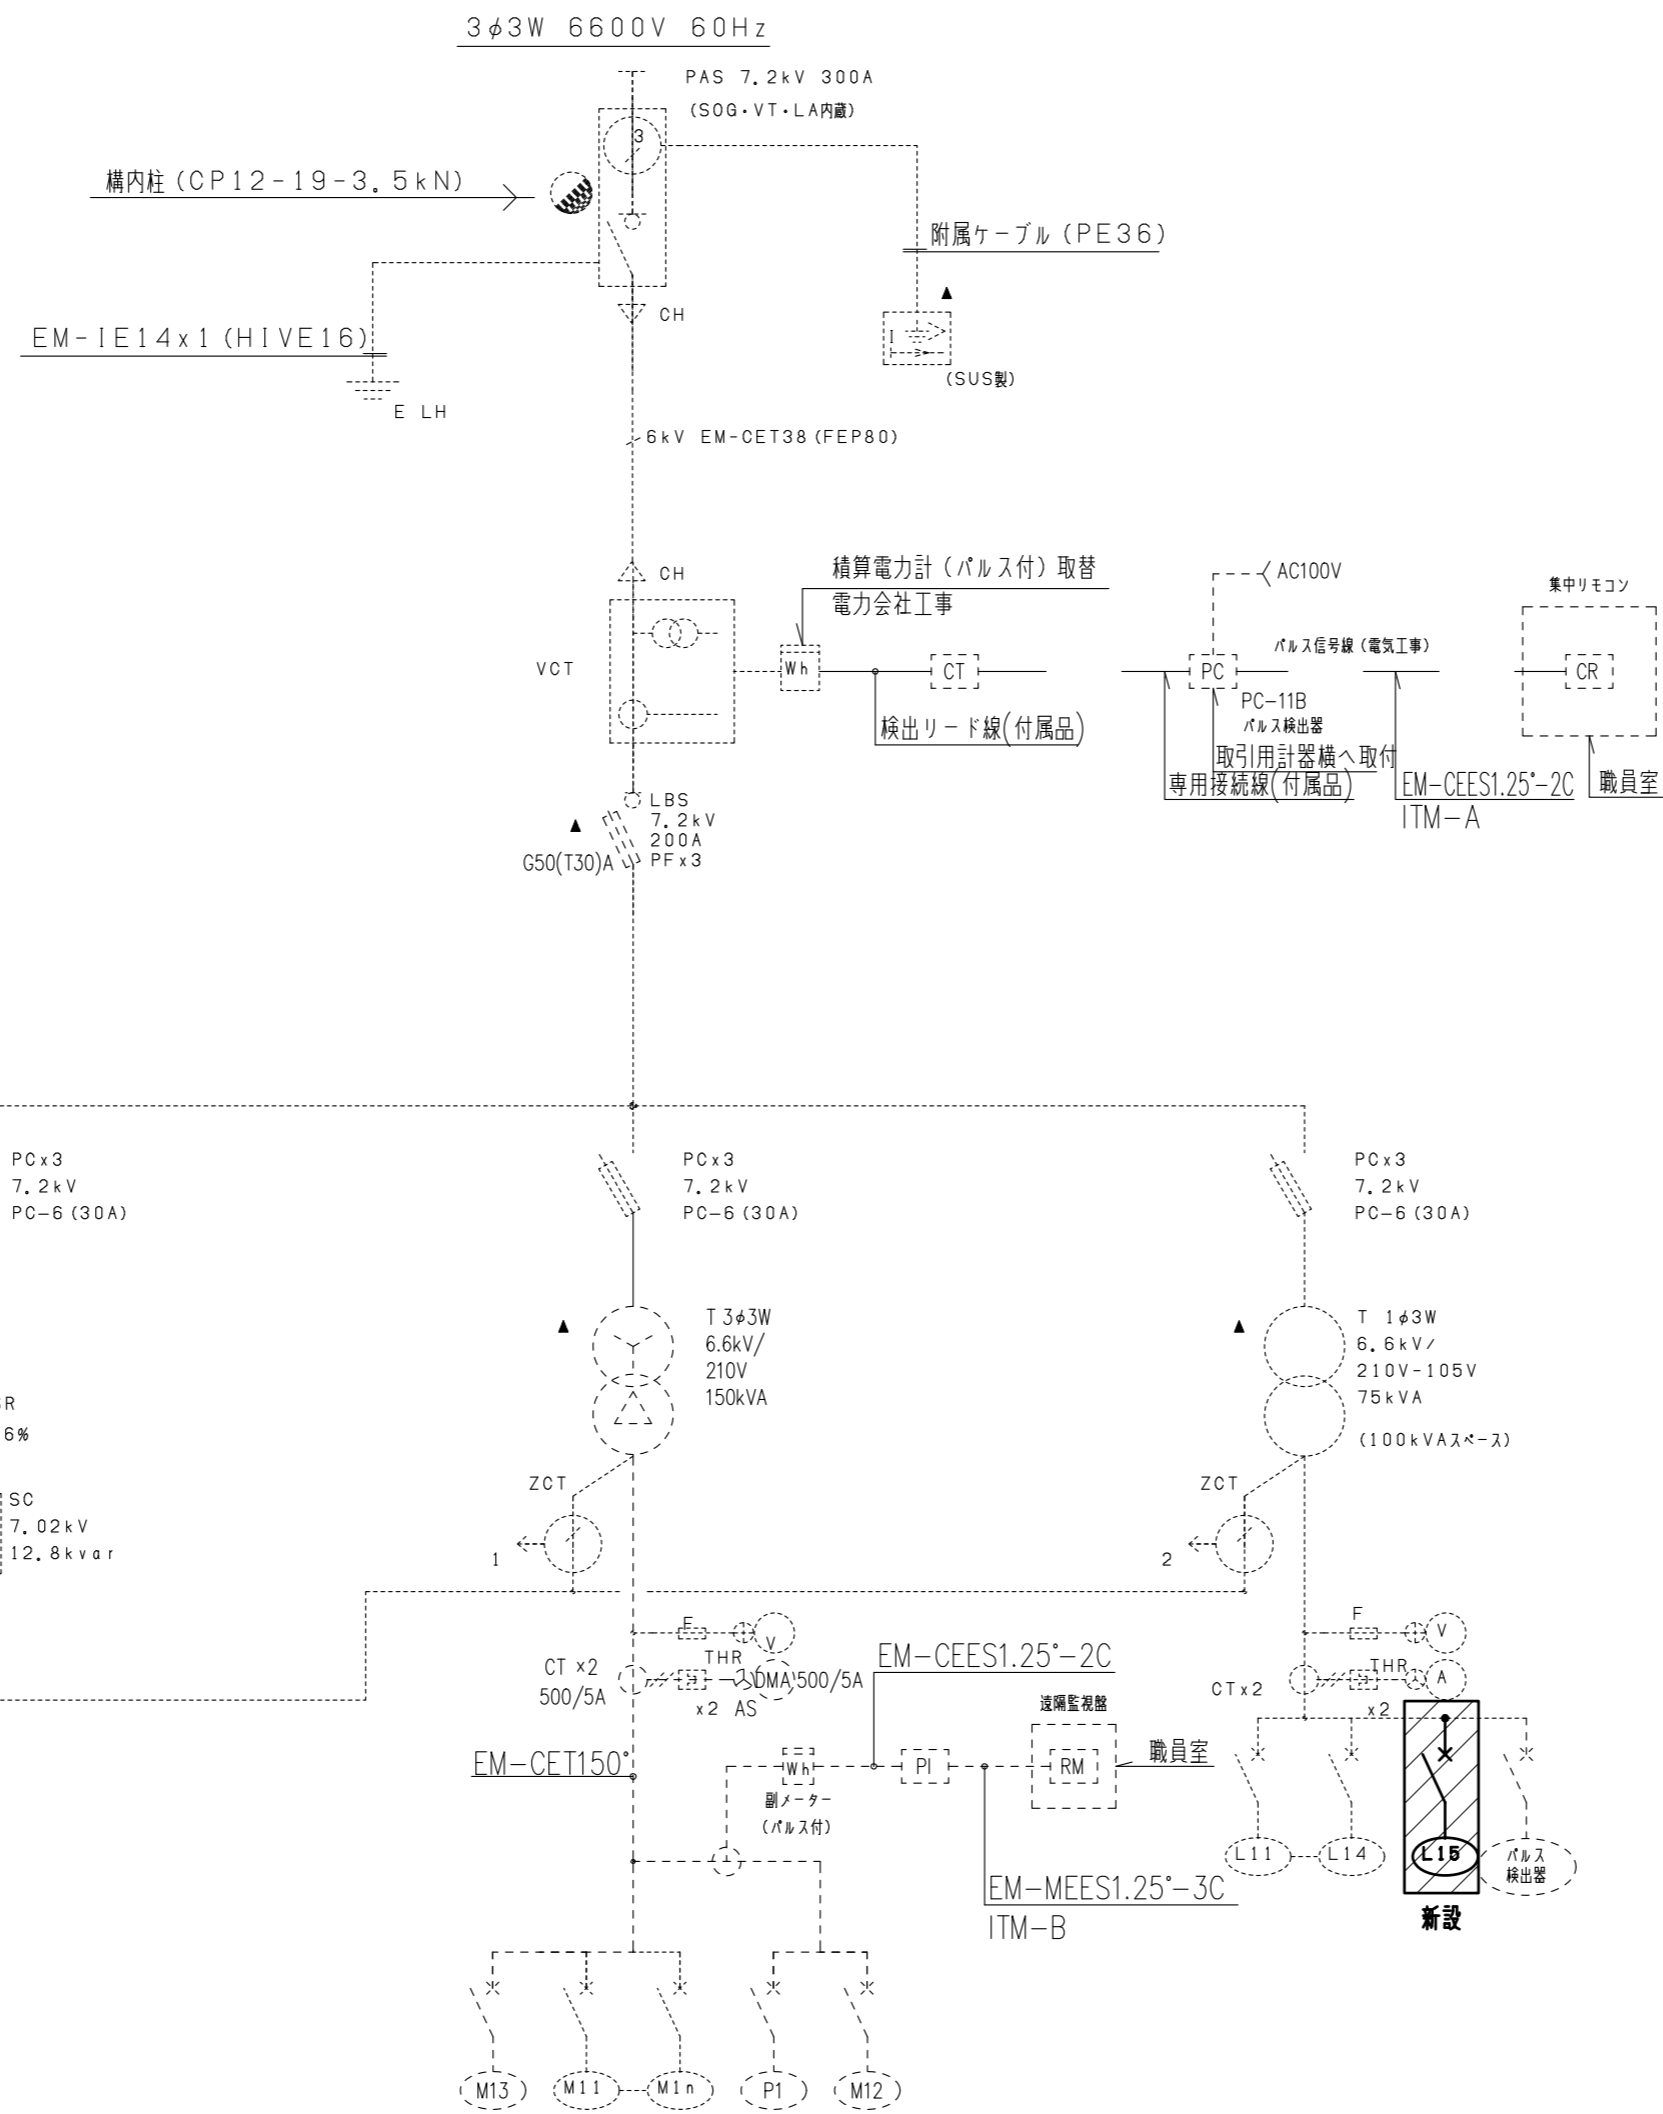 3φ3W 6600V 60Hz
PAS 7.2kV 300A
(SOG・VT・LA内蔵)
3
構内柱(CP12-19-3.5kN)
附属ケーブル(PE36)
CH
EM-IE14x1(HIVE16)
I
(SUS製)
E LH
6kV EM-CET38(FEP80)
積算電力計(パルス付)取替
電力会社工事
CH
AC100V
集中リモコン
パルス信号線(電気工事)
VCT
Wh
CT
PC
CR
PC-11B
パルス検出器
検出リード線(付属品)
取引用計器横へ取付
専用接続線(付属品)
EM-CEES1.25°-2C
ITM-A
職員室
LBS
7.2kV
200A
PFx3
G50(T30)A
PCx3
7.2kV
PC-6(30A)
PCx3
7.2kV
PC-6(30A)
PCx3
7.2kV
PC-6(30A)
T 3φ3W
6.6kV/
210V
150kVA
T 1φ3W
6.6kV/
210V-105V
75kVA
(100kVAスペース)
6%
SC
7.02kV
12.8kvar
ZCT
1
ZCT
2
F
V
CT x2
500/5A
THR
x2 AS
DMA 500/5A
EM-CEES1.25°-2C
F
V
CTx2
THR
x2
A
遠隔監視盤
EM-CET150°
Wh
副メーター
(パルス付)
PI
RM
職員室
EM-MEES1.25°-3C
ITM-B
L11
L14
L15
パルス
検出器
新設
M13
M11
M1n
P1
M12